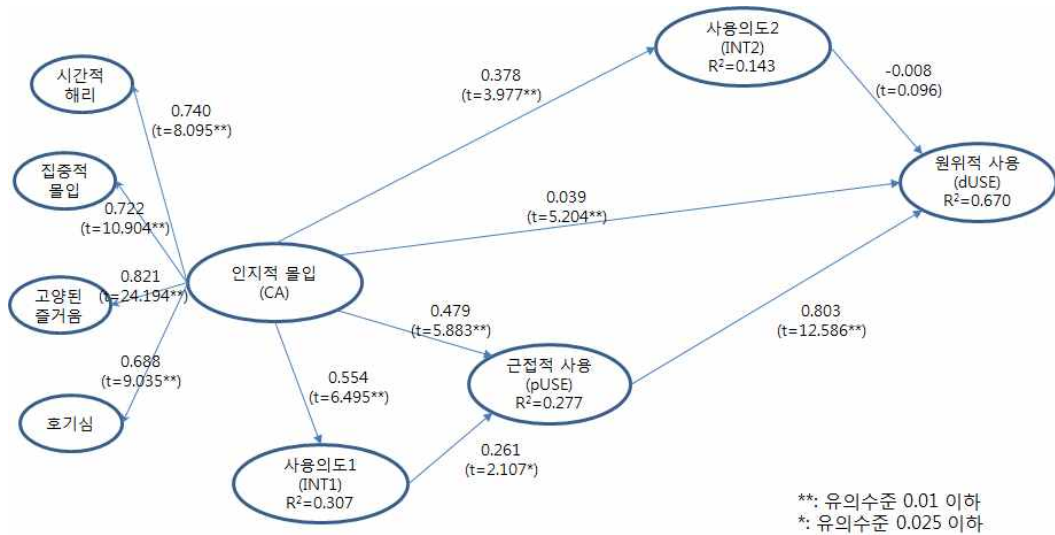 사용의도2
(INT2)
R²=0.143
시간적
해리
0.378
(t=3.977**)
-0.008
(t=0.096)
0.740
(t=8.095**)
집중적
몰입
원위적 사용
(dUSE)
R²=0.670
0.722
(t=10.904**)
0.039
(t=5.204**)
인지적 몰입
(CA)
0.821
(t=24.194**)
고양된
즐거움
0.479
(t=5.883**)
0.803
(t=12.586**)
0.688
(t=9.035**)
근접적 사용
(pUSE)
R²=0.277
0.554
(t=6.495**)
호기심
0.261
(t=2.107*)
사용의도1
(INT1)
R²=0.307
**: 유의수준 0.01 이하
*: 유의수준 0.025 이하